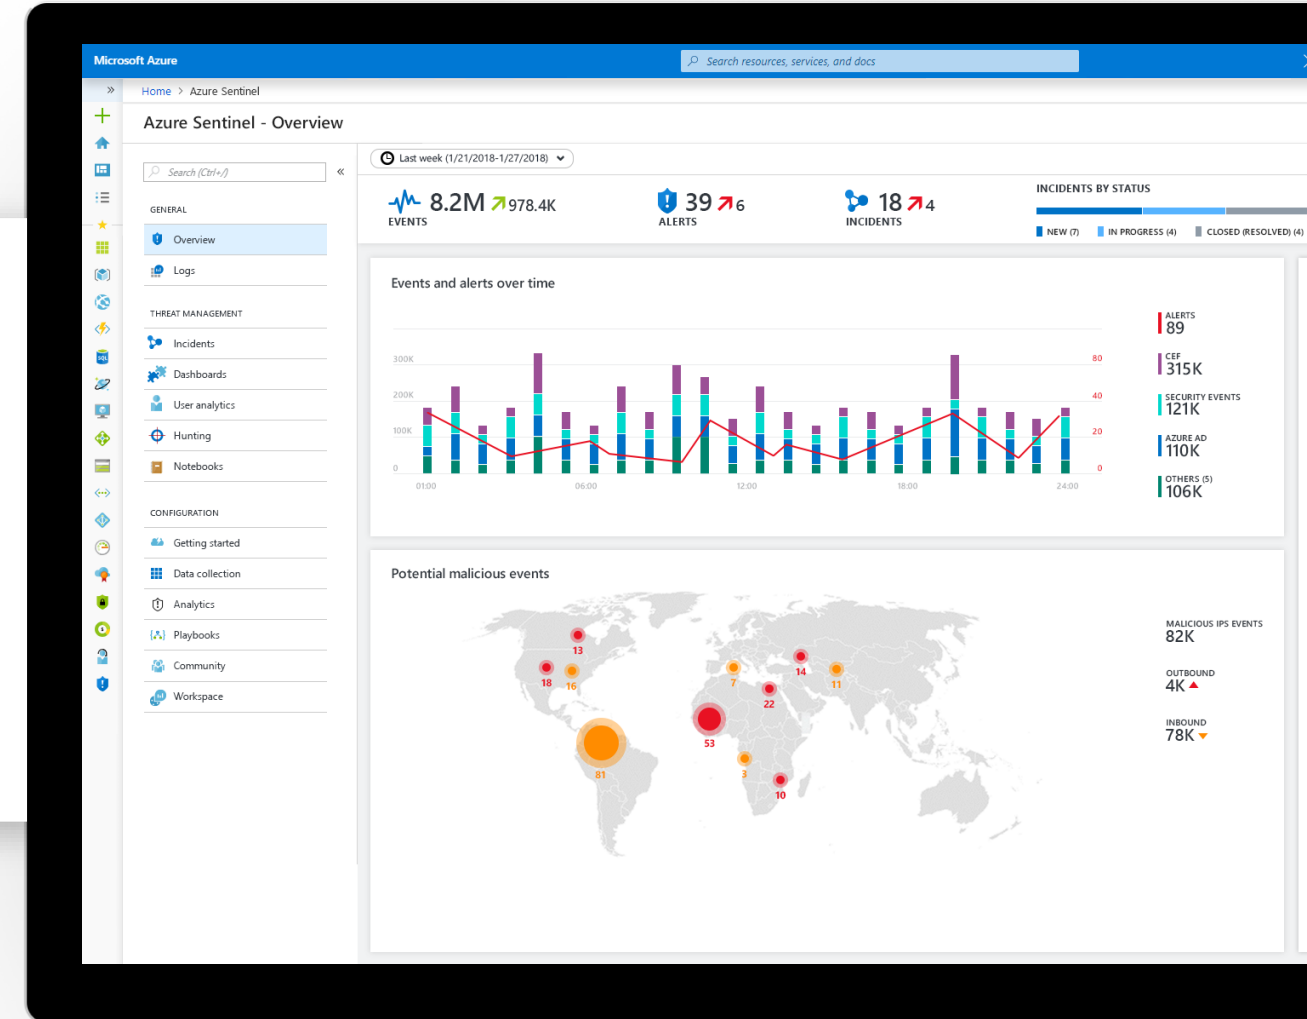 Microsoft Azure
Search resources, services, and docs
Home > Azure Sentinel
Azure Sentinel - Overview
Search (Ctrl+/)
GENERAL
Overview
Logs
THREAT MANAGEMENT
Incidents
Dashboards
User analytics
Hunting
Notebooks
CONFIGURATION
Getting started
Data collection
Analytics
Playbooks
Community
Workspace
Last week (1/21/2018-1/27/2018)
8.2M 978.4K
EVENTS
39 6
ALERTS
18 4
INCIDENTS
INCIDENTS BY STATUS
NEW (7) IN PROGRESS (4) CLOSED (RESOLVED) (4)
Events and alerts over time
300K
200K
100K
0
80
40
20
0
01:00 06:00 12:00 18:00 24:00
ALERTS
89
CEF
315K
SECURITY EVENTS
121K
AZURE AD
110K
OTHERS (5)
106K
Potential malicious events
13
18
16
7
14
11
22
53
81
3
10
MALICIOUS IPS EVENTS
82K
OUTBOUND
4K
INBOUND
78K